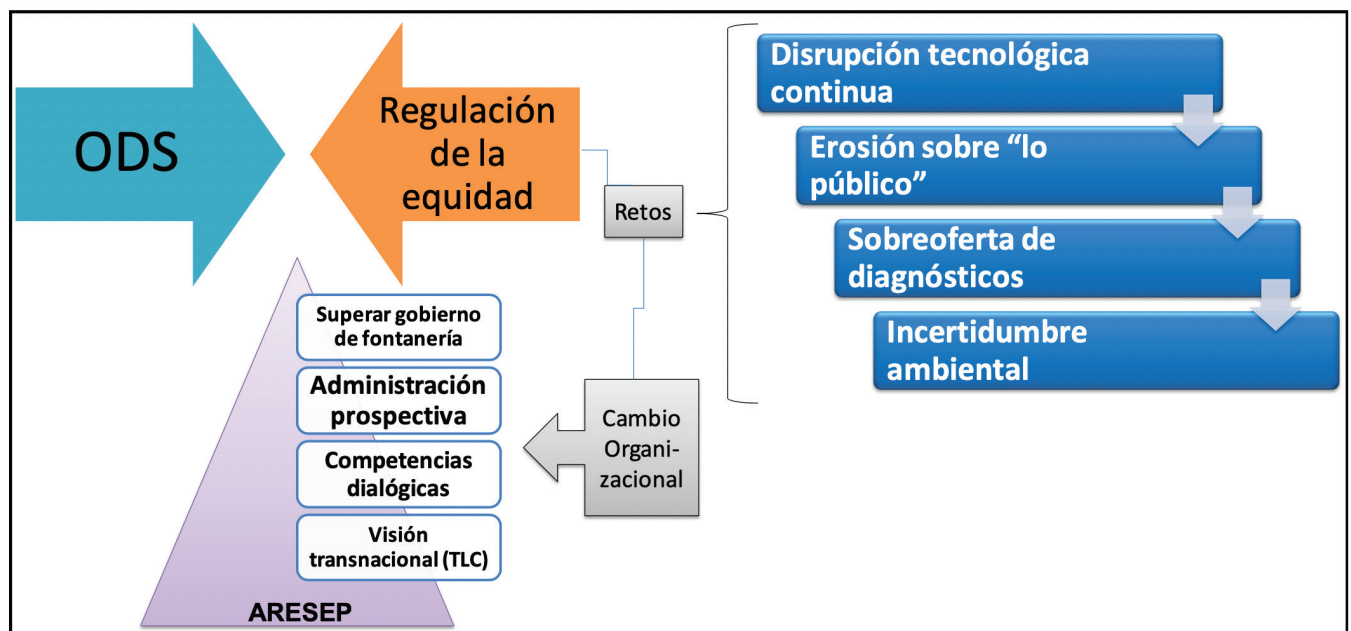 ODS
Regulación
de la
equidad
Retos
Disrupción tecnológica
continua
Erosión sobre “lo
público”
Sobreoferta de
diagnósticos
Incertidumbre
ambiental
Superar gobierno
de fontanería
Administración
prospectiva
Competencias
dialógicas
Visión
transnacional (TLC)
ARESEP
Cambio
Organi-
zacional